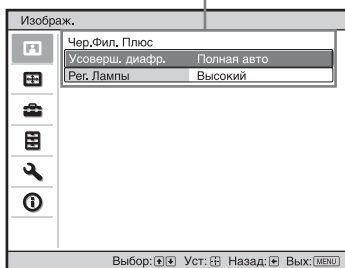 Изображ.
Чер.Фил. Плюс
Усоверш. диафр. Полная авто
Рег. Лампы Высокий
Выбор: Уст: Назад: Вых: MENU